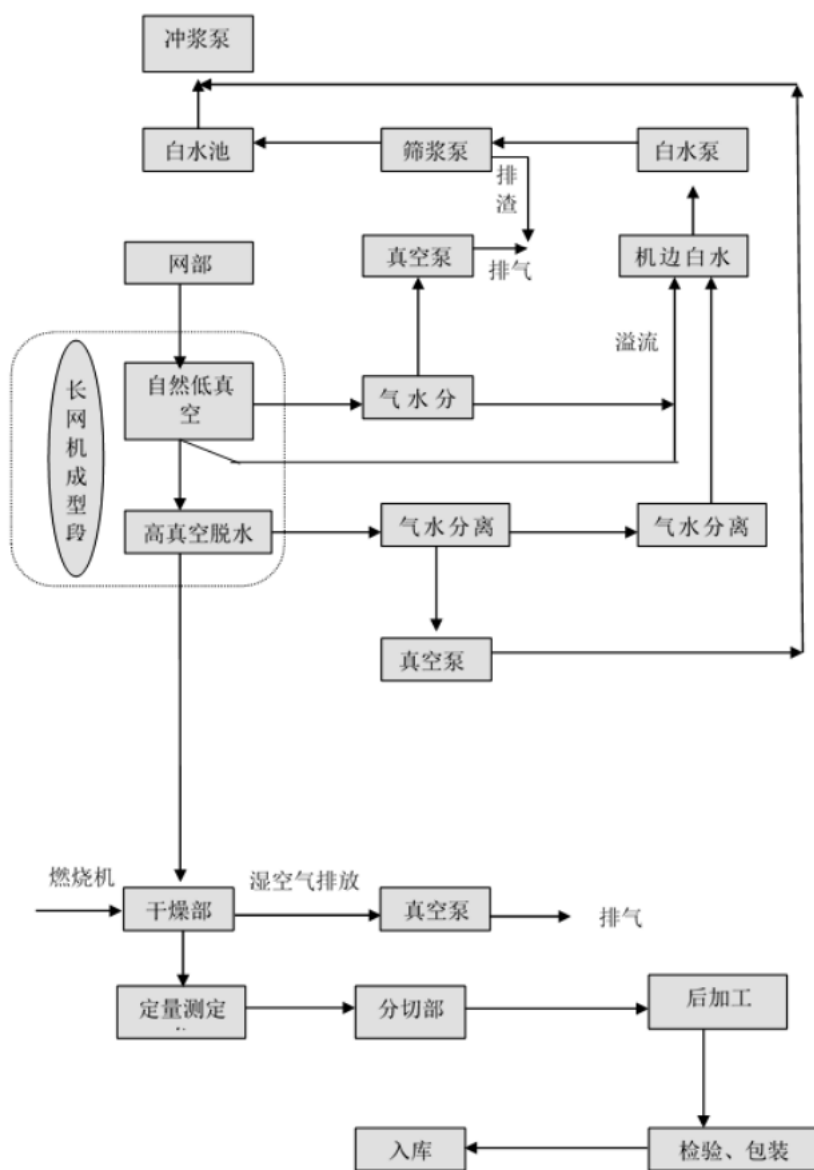 冲浆泵
白水池
筛浆泵
白水泵
排
渣
网部
真空泵
排气
机边白水
溢流
长
网
机
成
型
段
自然低真
空
气水分
高真空脱水
气水分离
气水分离
真空泵
燃烧机
干燥部
湿空气排放
真空泵
排气
定量测定
分切部
后加工
入库
检验、包装